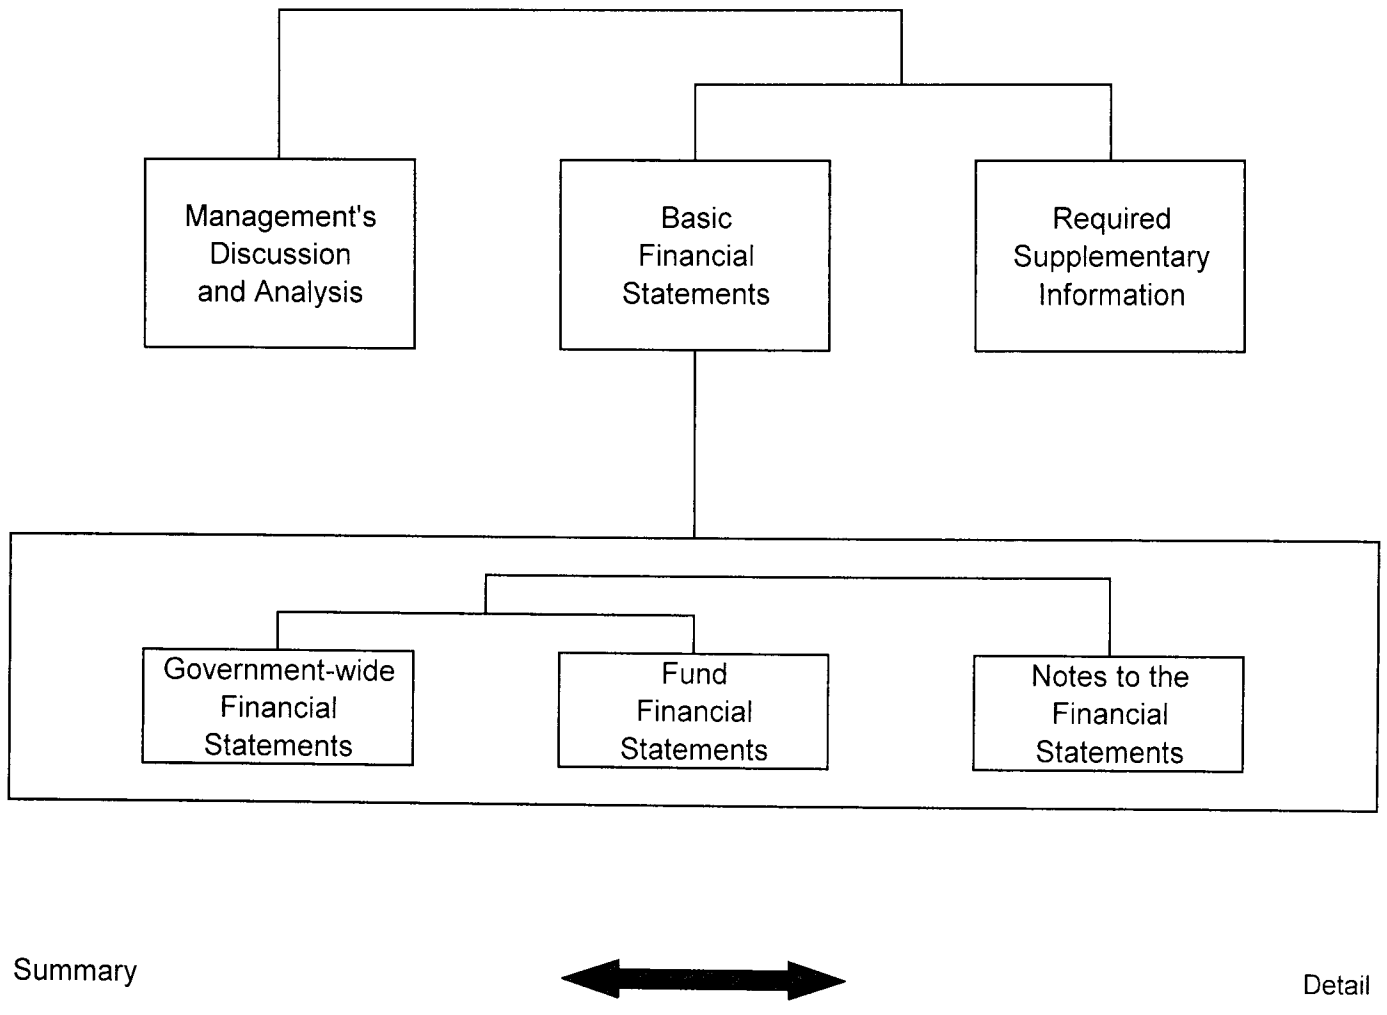 Management's
Discussion
and Analysis
Basic
Financial
Statements
Required
Supplementary
Information
Government-wide
Financial
Statements
Fund
Financial
Statements
Notes to the
Financial
Statements
Summary
Detail